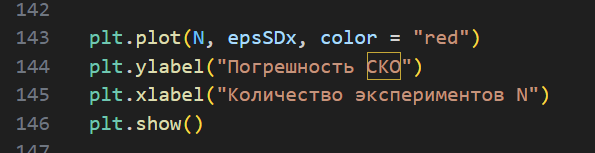 142
143 plt.plot(N, epsSDx, color = "red")
144 plt.ylabel("Погрешность СКО")
145 plt.xlabel("Количество экспериментов N")
146 plt.show()